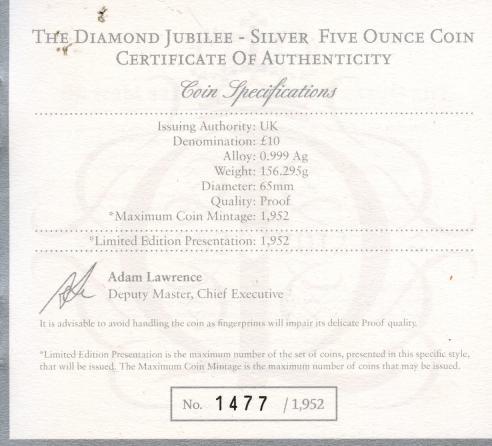 The Diamond Jubilee - Silver Five Ounce Coin
Certificate Of Authenticity
Coin Specifications
Issuing Authority: UK
Denomination: £10
Alloy: 0.999 Ag
Weight: 156.295g
Diameter: 65mm
Quality: Proof
*Maximum Coin Mintage: 1,952
*Limited Edition Presentation: 1,952
Adam Lawrence
Deputy Master, Chief Executive
It is advisable to avoid handling the coin as fingerprints will impair its delicate Proof quality.
*Limited Edition Presentation is the maximum number of the set of coins, presented in this specific style,
that will be issued. The Maximum Coin Mintage is the maximum number of coins that may be issued.
No. 1477 / 1,952